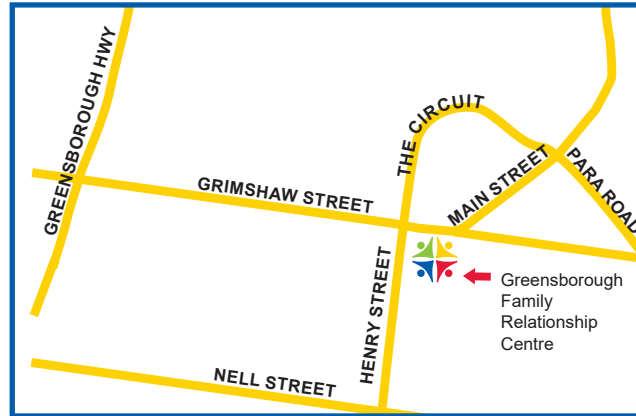 GREENSBOROUGH HWY
THE CIRCUIT
MAIN STREET
PARA ROAD
GRIMSHAW STREET
HENRY STREET
Greensborough
Family
Relationship
Centre
NELL STREET